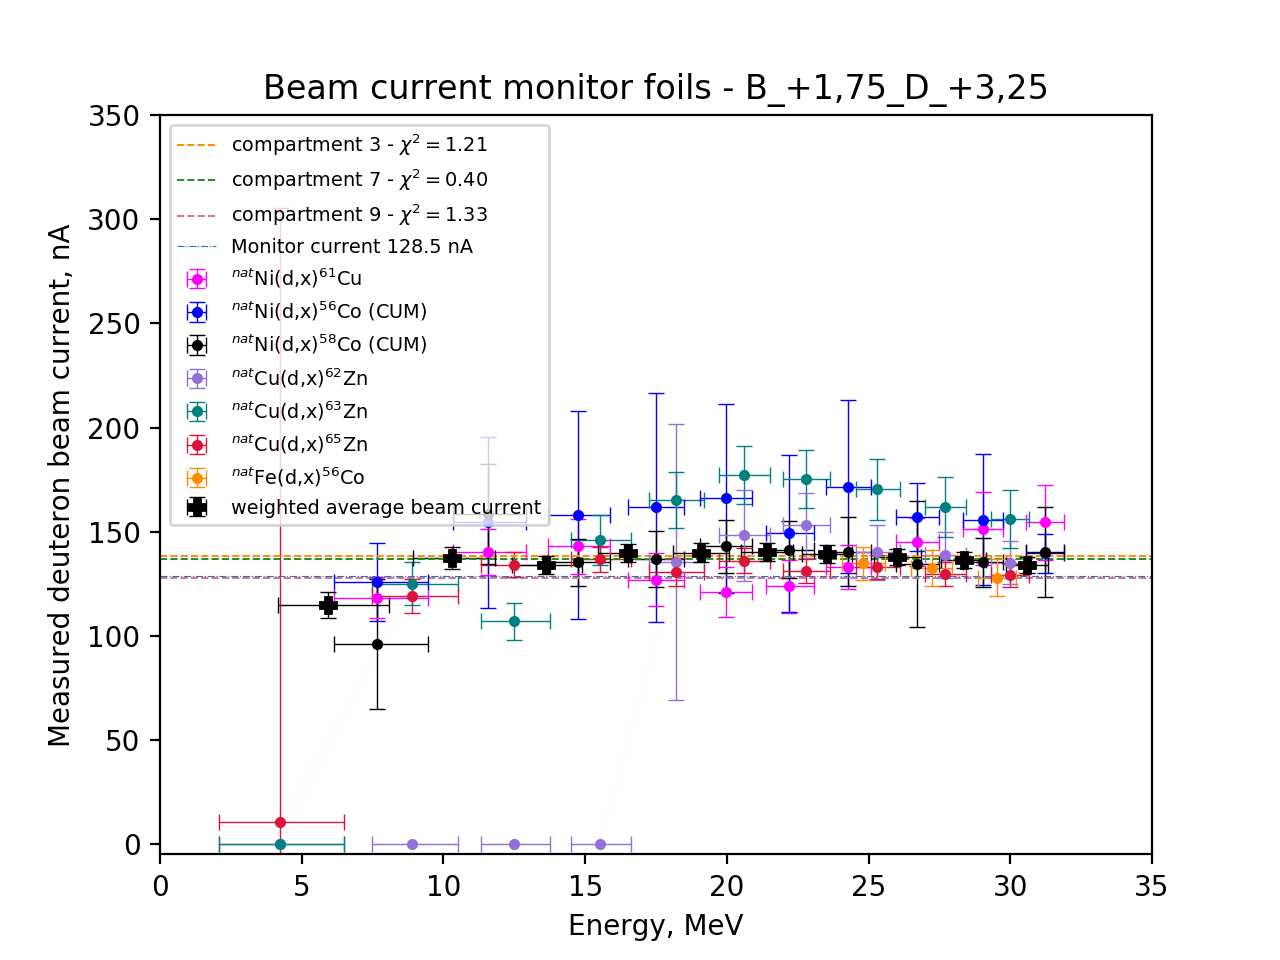 Beam current monitor foils - B_+1,75_D_+3,25
350
300
250
200
150
100
50
0
Measured deuteron beam current, nA
compartment 3 - χ² = 1.21
compartment 7 - χ² = 0.40
compartment 9 - χ² = 1.33
Monitor current 128.5 nA
ⁿᵃᵗNi(d,x)⁶¹Cu
ⁿᵃᵗNi(d,x)⁵⁶Co (CUM)
ⁿᵃᵗNi(d,x)⁵⁸Co (CUM)
ⁿᵃᵗCu(d,x)⁶²Zn
ⁿᵃᵗCu(d,x)⁶³Zn
ⁿᵃᵗCu(d,x)⁶⁵Zn
ⁿᵃᵗFe(d,x)⁵⁶Co
weighted average beam current
0 5 10 15 20 25 30 35
Energy, MeV